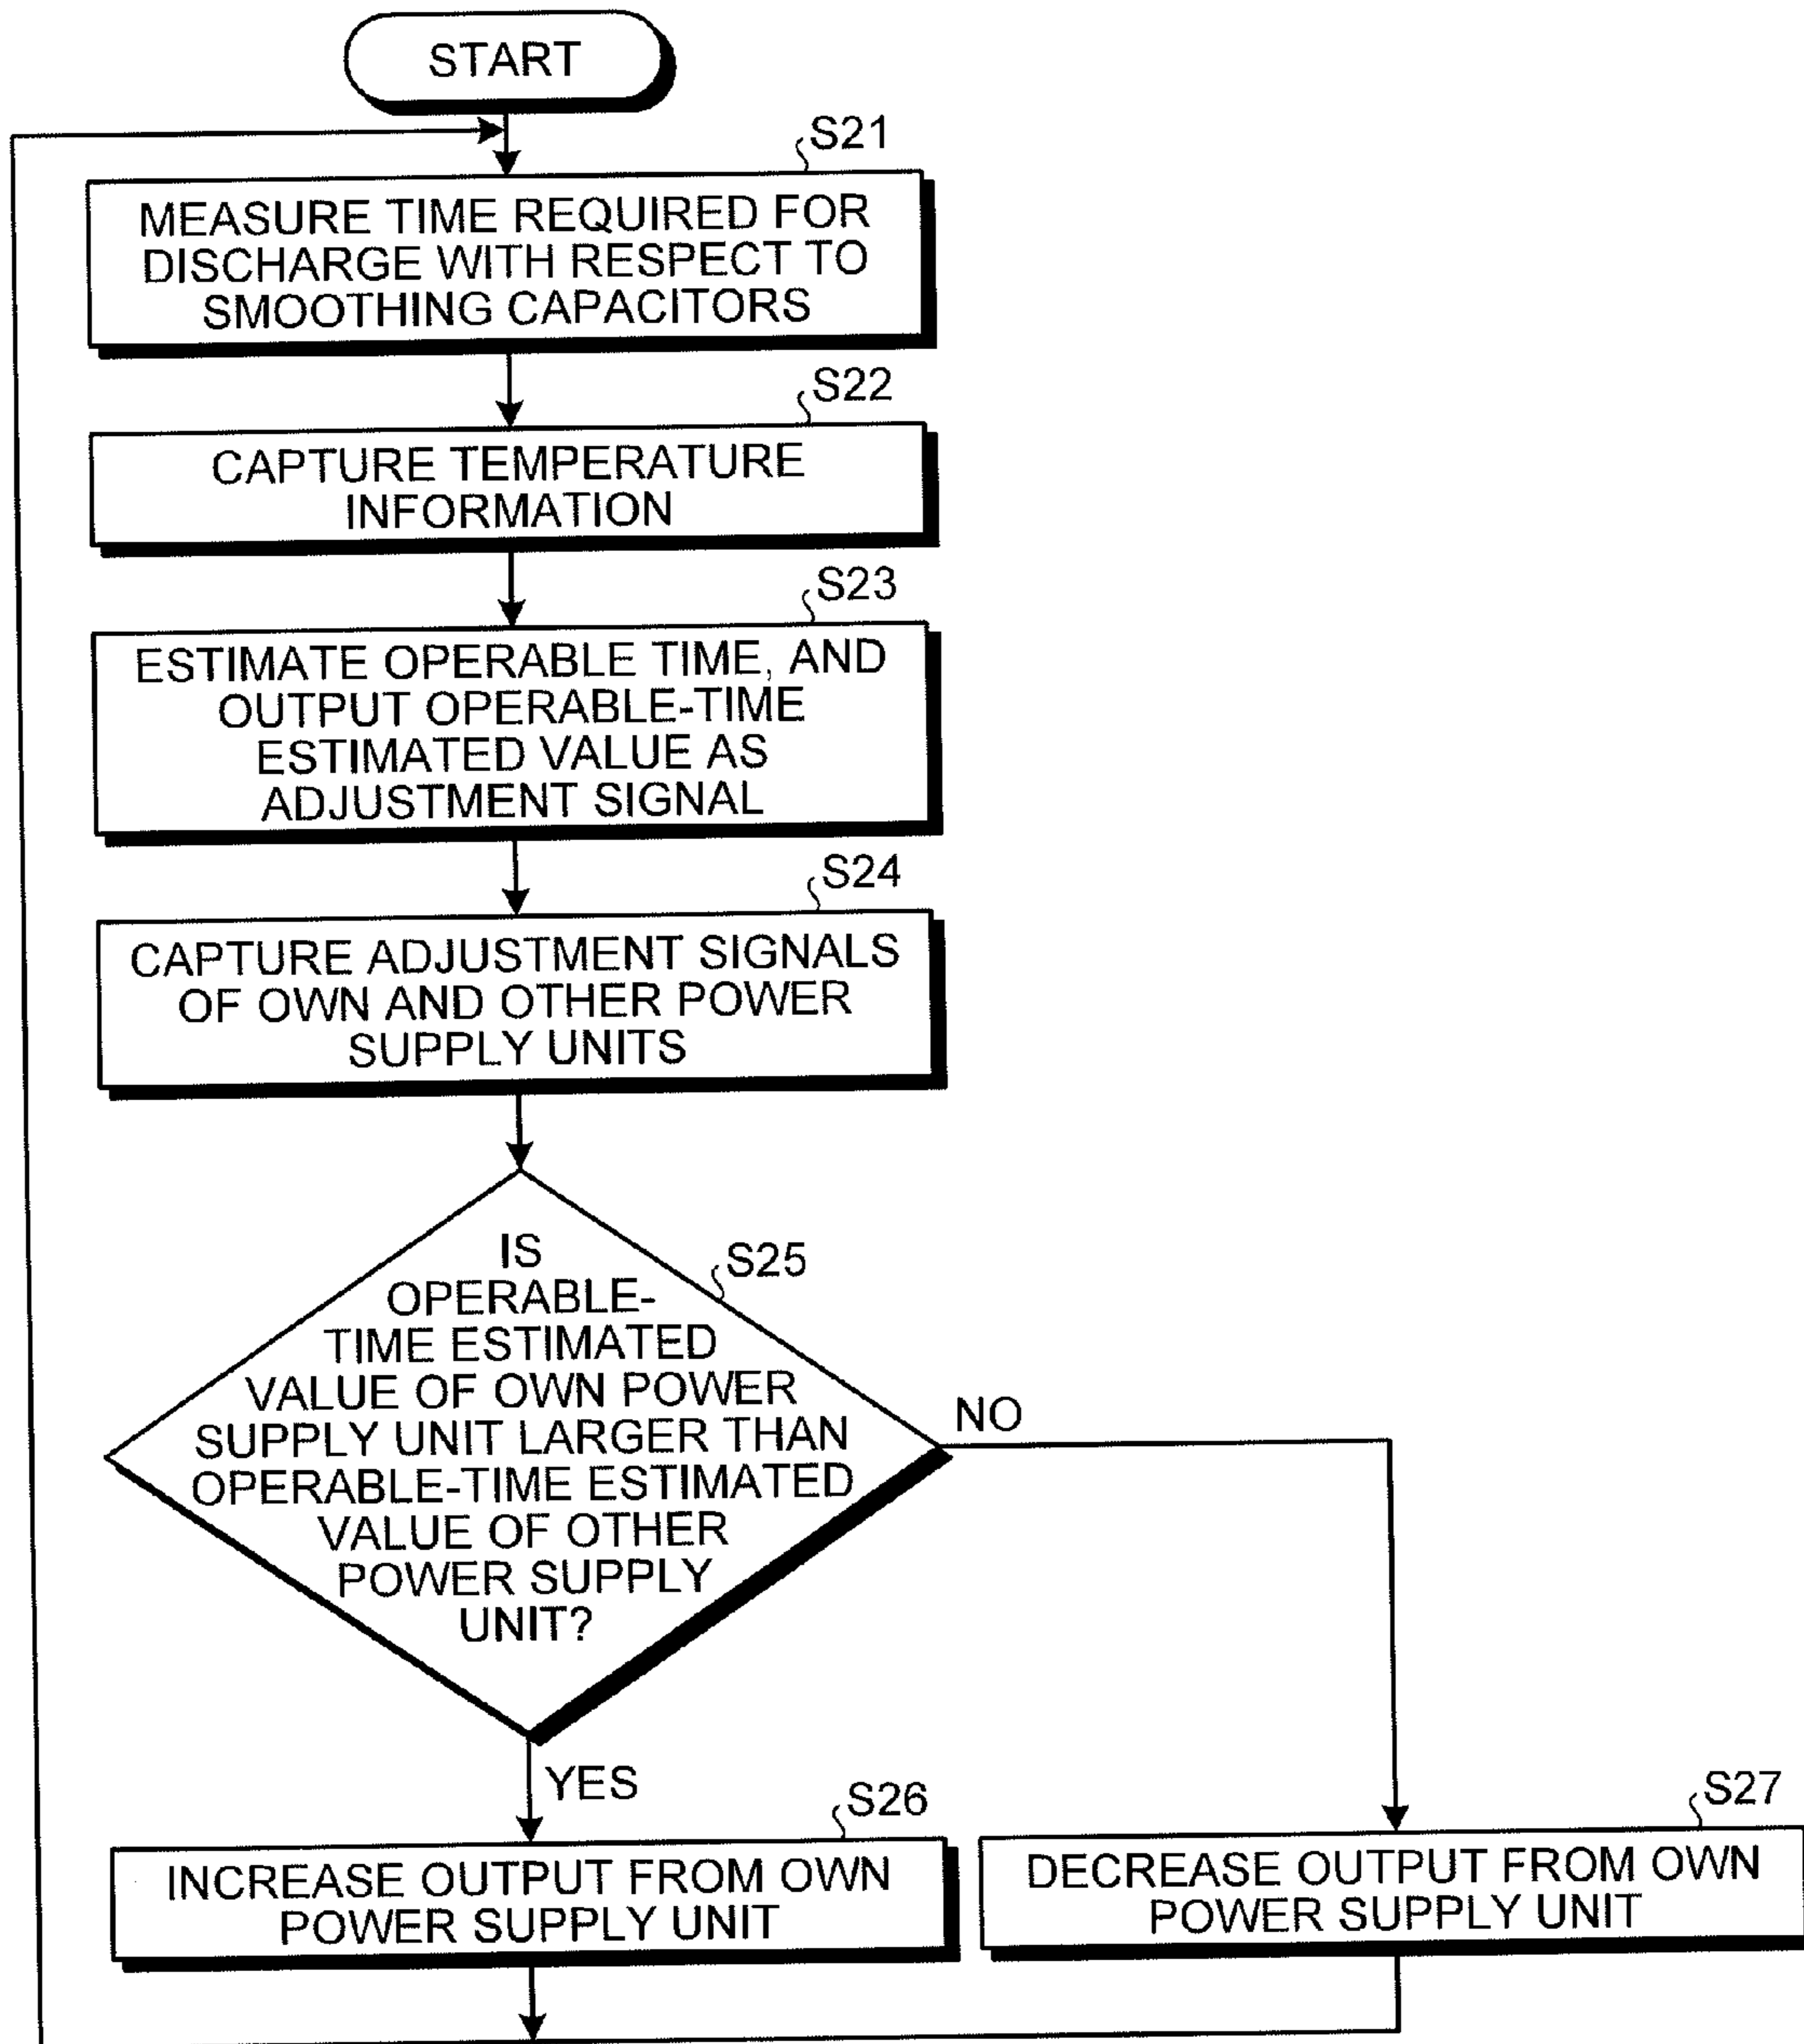 START
S21
MEASURE TIME REQUIRED FOR
DISCHARGE WITH RESPECT TO
SMOOTHING CAPACITORS
S22
CAPTURE TEMPERATURE
INFORMATION
S23
ESTIMATE OPERABLE TIME, AND
OUTPUT OPERABLE-TIME
ESTIMATED VALUE AS
ADJUSTMENT SIGNAL
S24
CAPTURE ADJUSTMENT SIGNALS
OF OWN AND OTHER POWER
SUPPLY UNITS
S25
IS
OPERABLE-
TIME ESTIMATED
VALUE OF OWN POWER
SUPPLY UNIT LARGER THAN
OPERABLE-TIME ESTIMATED
VALUE OF OTHER
POWER SUPPLY
UNIT?
NO
YES
S26
INCREASE OUTPUT FROM OWN
POWER SUPPLY UNIT
S27
DECREASE OUTPUT FROM OWN
POWER SUPPLY UNIT